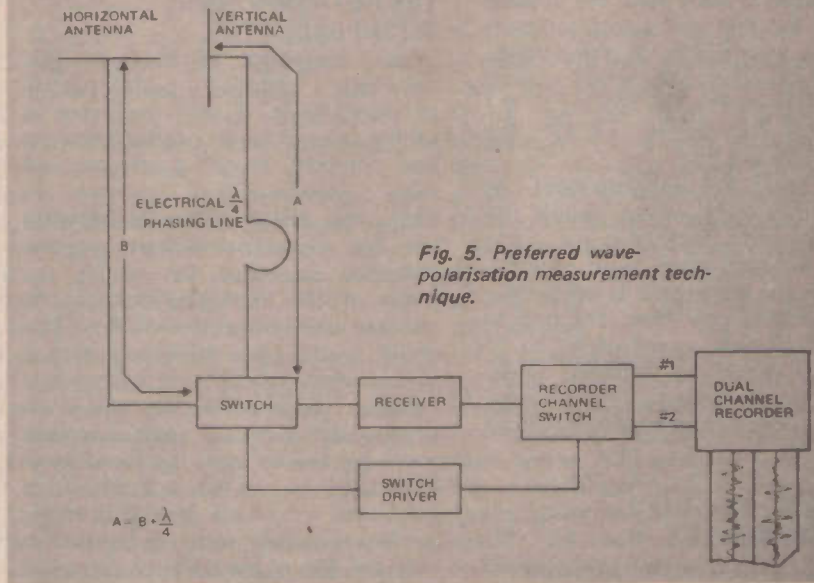 HORIZONTAL
ANTENNA
VERTICAL
ANTENNA
ELECTRICAL λ/4
PHASING LINE
A
B
Fig. 5. Preferred wave-
polarisation measurement tech-
nique.
SWITCH
RECEIVER
RECORDER
CHANNEL
SWITCH
#1
#2
DUAL
CHANNEL
RECORDER
SWITCH
DRIVER
A = B + λ/4